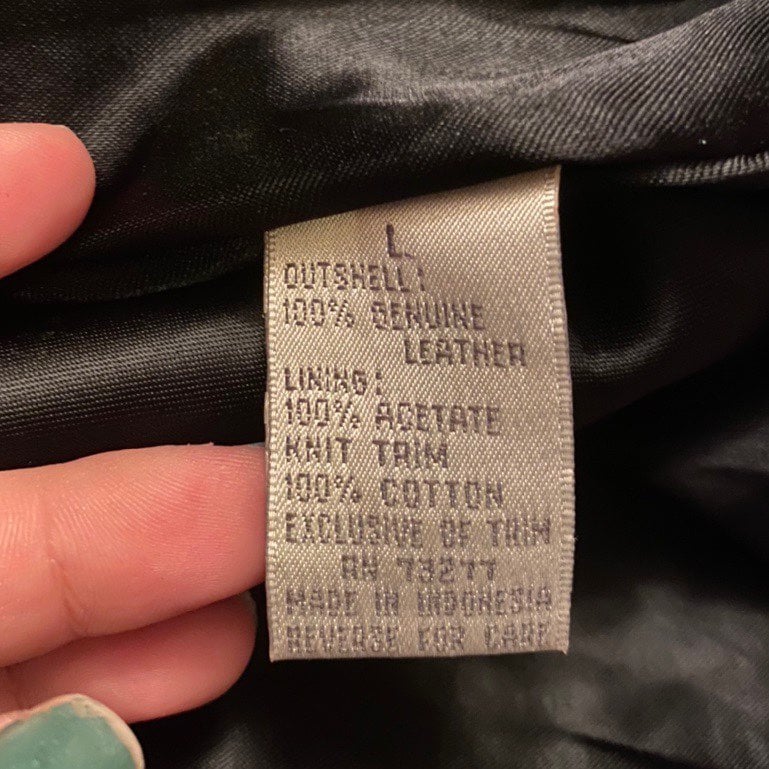 L
OUTSHELL:
100% GENUINE
LEATHER
LINING:
100% ACETATE
KNIT TRIM
100% COTTON
EXCLUSIVE OF TRIM
RN 73277
MADE IN INDONESIA
REVERSE FOR CARE